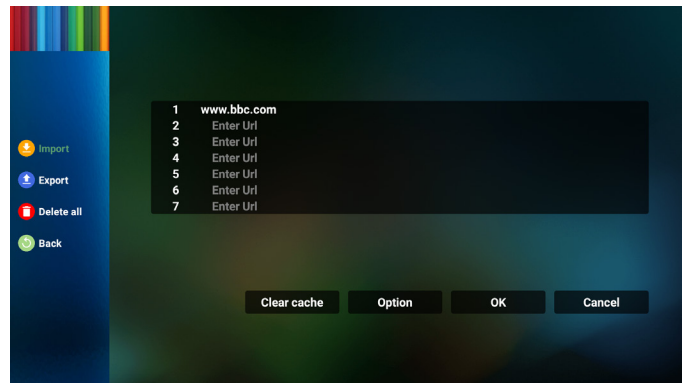 Import
Export
Delete all
Back
1 www.bbc.com
2 Enter Url
3 Enter Url
4 Enter Url
5 Enter Url
6 Enter Url
7 Enter Url
Clear cache Option OK Cancel